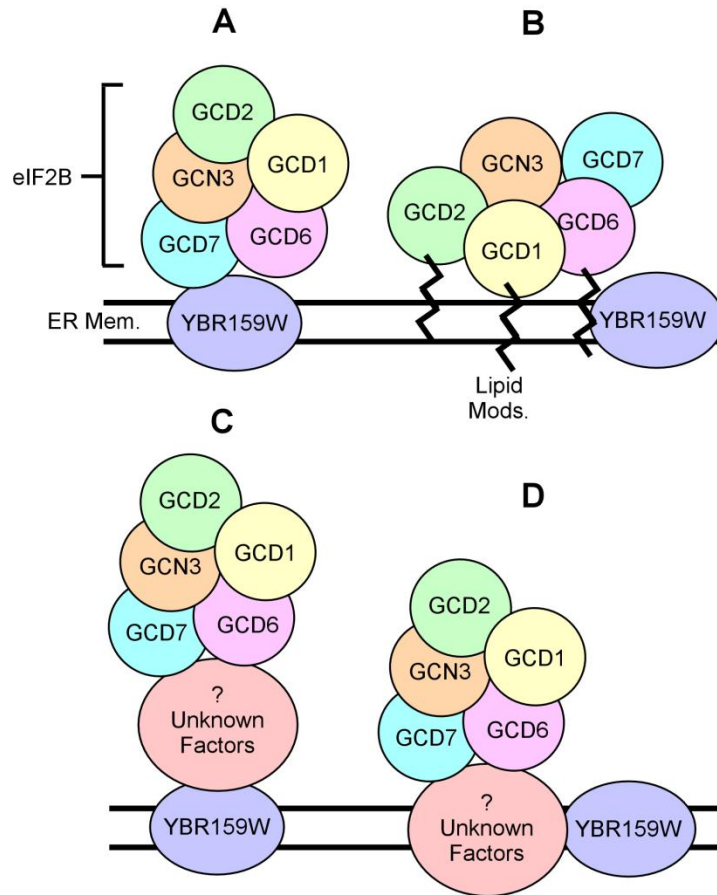 A
B
GCD2
eIF2B
GCN3
GCD1
GCD7
GCD6
ER Mem.
YBR159W
GCN3
GCD7
GCD2
GCD6
GCD1
YBR159W
Lipid
Mods.
C
D
GCD2
GCN3
GCD1
GCD7
GCD6
?
Unknown
Factors
YBR159W
GCD2
GCN3
GCD1
GCD7
GCD6
?
Unknown
Factors
YBR159W